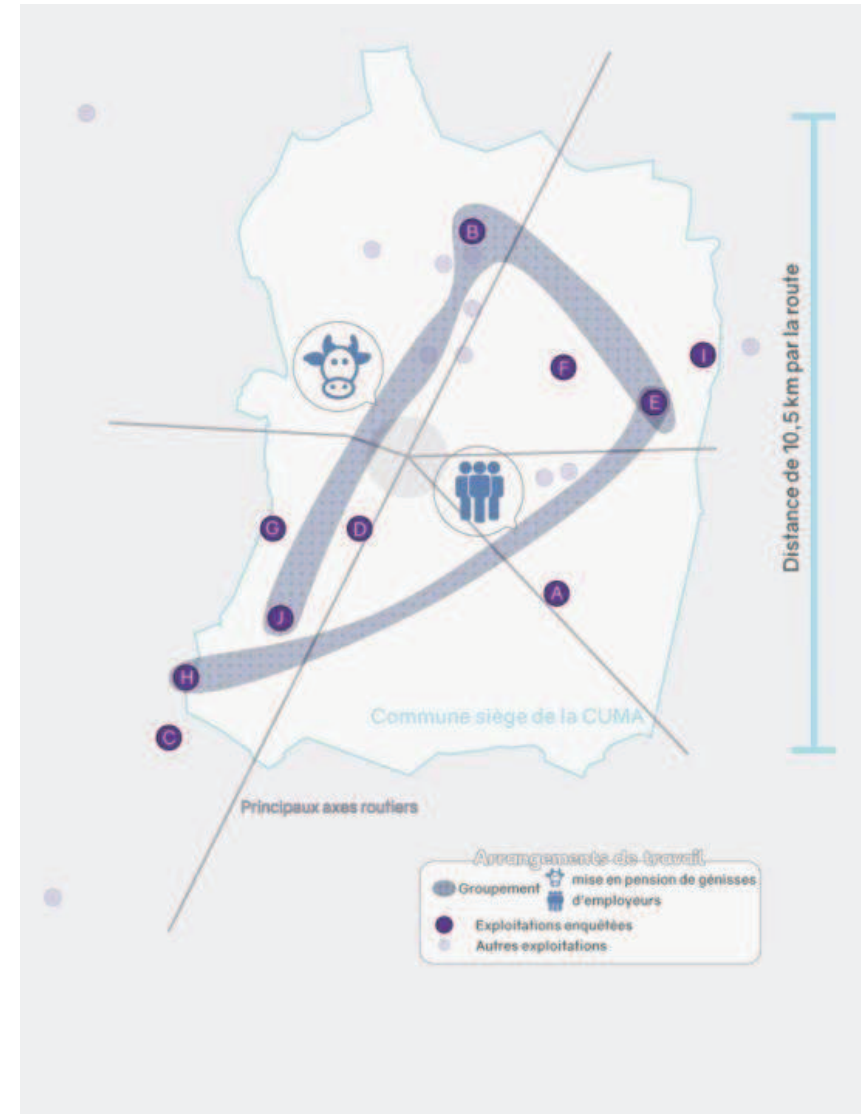 B
I
F
E
Distance de 10,5 km par la route
G
D
A
J
H
Commune siège de la CUMA
C
Principaux axes routiers
Arrangements de travail
Groupement
mise en pension de génisses
d'employeurs
Exploitations enquêtées
Autres exploitations